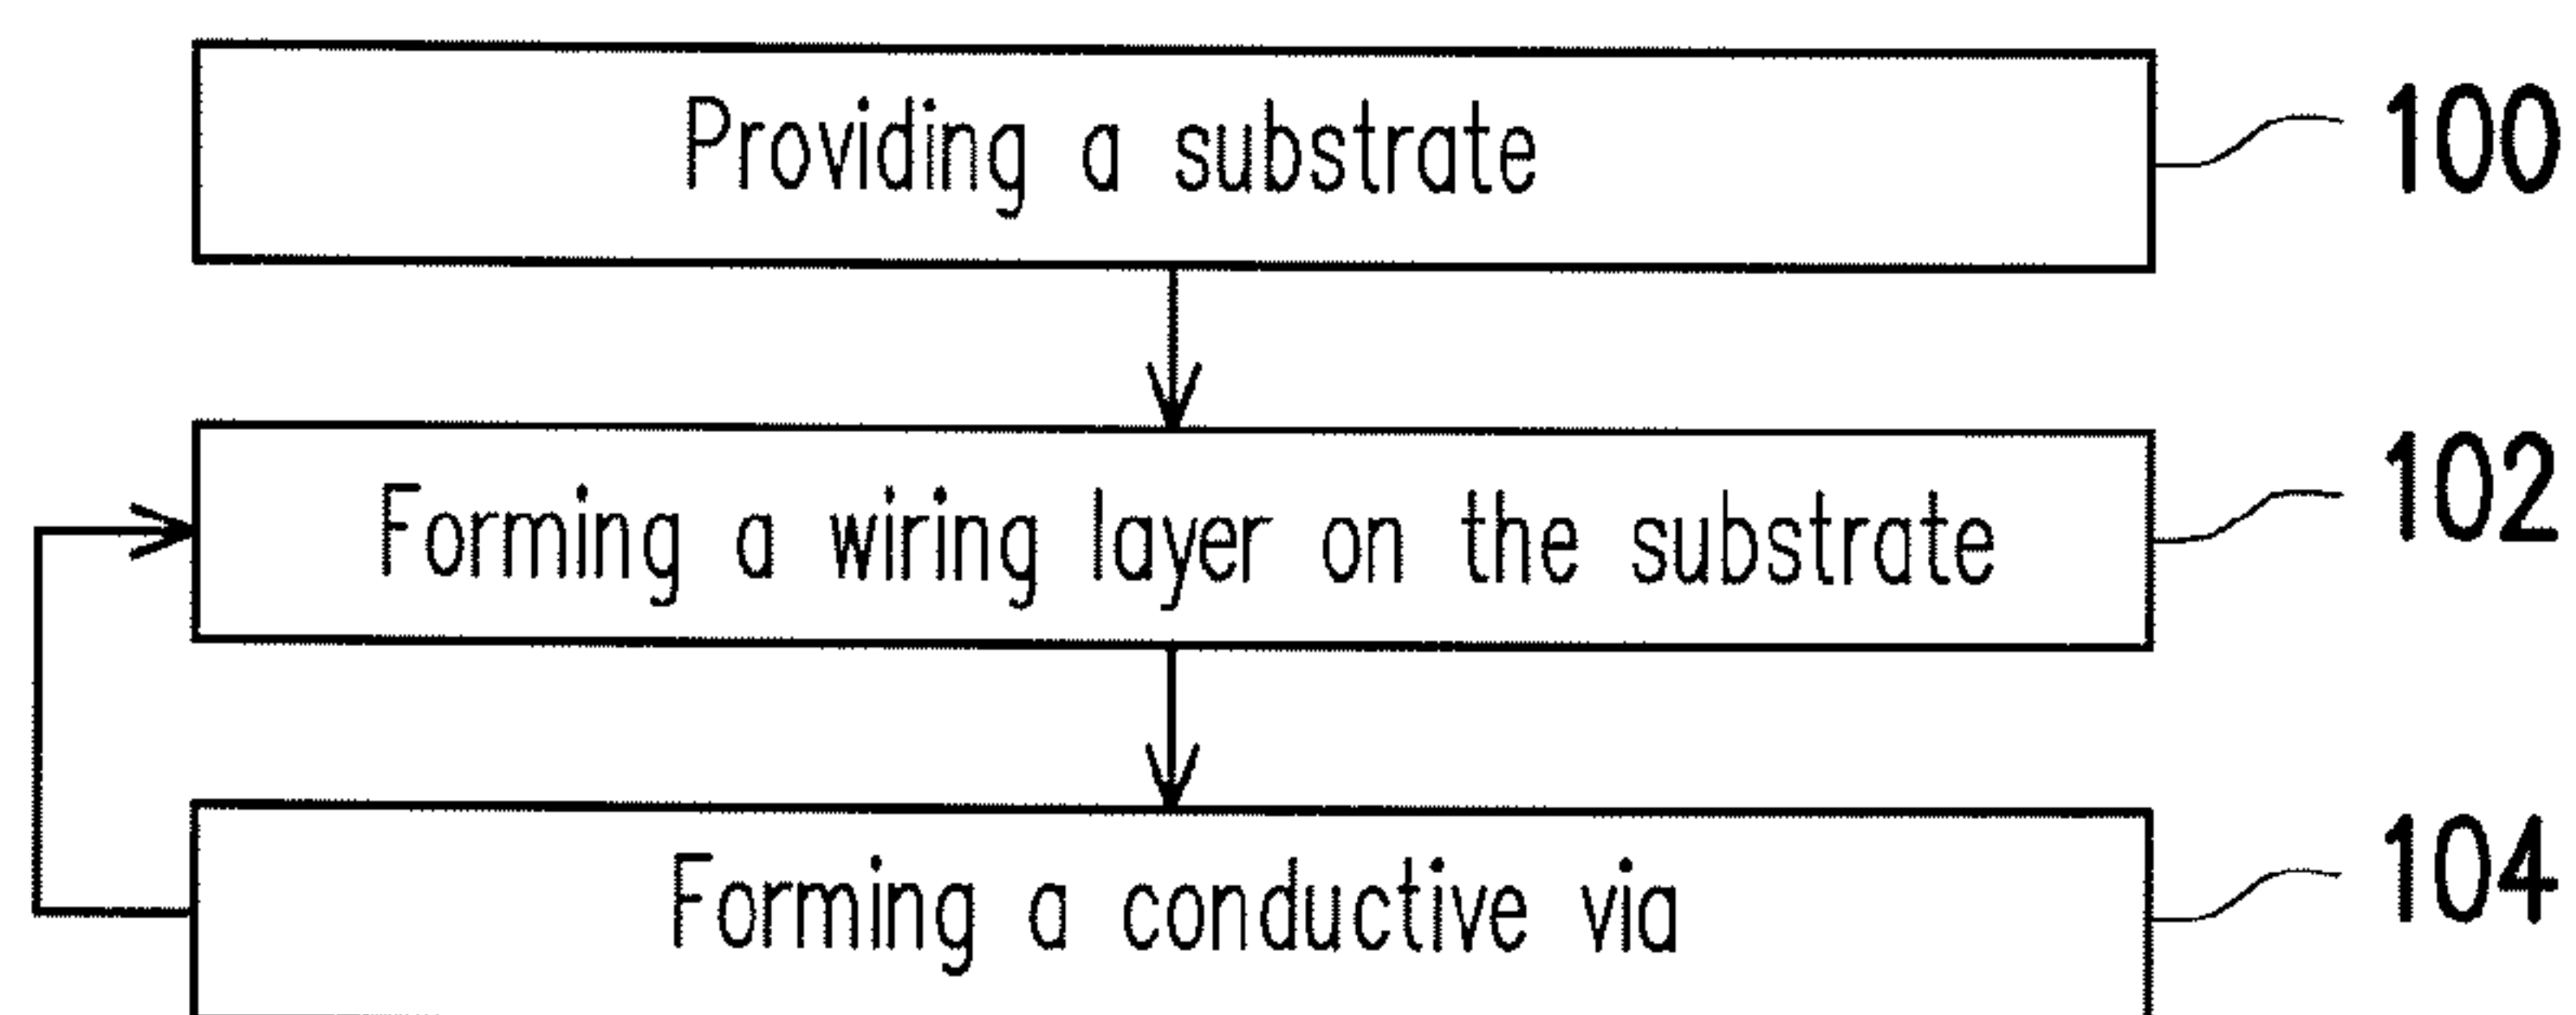 Providing a substrate 100
Forming a wiring layer on the substrate 102
Forming a conductive via 104